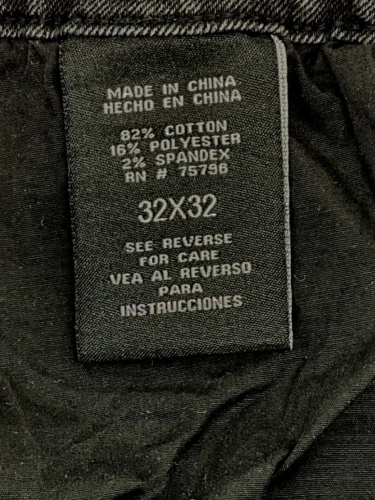 MADE IN CHINA
HECHO EN CHINA
82% COTTON
16% POLYESTER
2% SPANDEX
RN # 75796
32X32
SEE REVERSE
FOR CARE
VEA AL REVERSO
PARA
INSTRUCCIONES